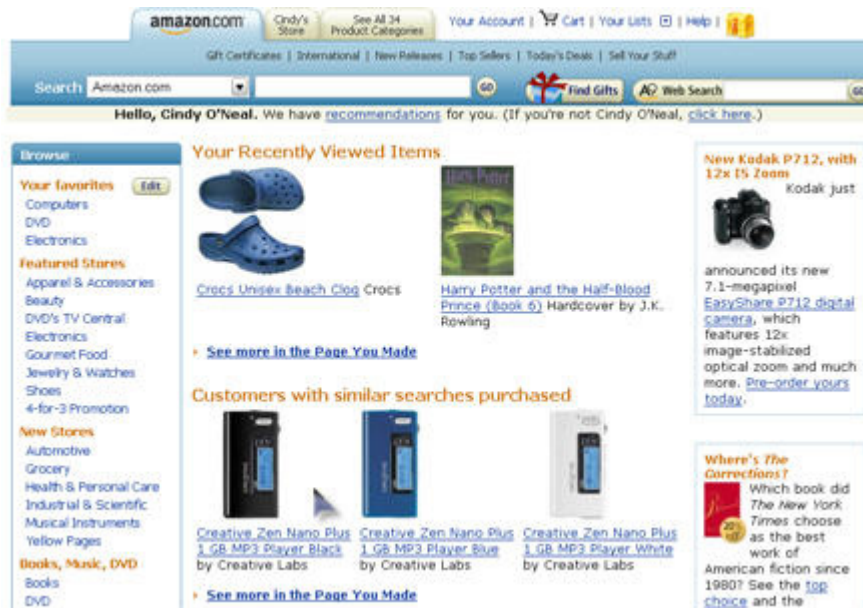 amazon.com
Cindy's Store
See All 34 Product Categories
Your Account | Cart | Your Lists | Help |
Gift Certificates | International | New Releases | Top Sellers | Today's Deals | Sell Your Stuff
Search Amazon.com GO Find Gifts A9 Web Search GO
Hello, Cindy O'Neal. We have recommendations for you. (If you're not Cindy O'Neal, click here.)
Browse
Your favorites Edit
Computers
DVD
Electronics
Featured Stores
Apparel & Accessories
Beauty
DVD's TV Central
Electronics
Gourmet Food
Jewelry & Watches
Shoes
4-for-3 Promotion
New Stores
Automotive
Grocery
Health & Personal Care
Industrial & Scientific
Musical Instruments
Yellow Pages
Books, Music, DVD
Books
DVD
Your Recently Viewed Items
Harry Potter
Crocs Unisex Beach Clog Crocs
Harry Potter and the Half-Blood
Prince (Book 6) Hardcover by J.K.
Rowling
See more in the Page You Made
Customers with similar searches purchased
Creative Zen Nano Plus
1 GB MP3 Player Black
by Creative Labs
Creative Zen Nano Plus
1 GB MP3 Player Blue
by Creative Labs
Creative Zen Nano Plus
1 GB MP3 Player White
by Creative Labs
See more in the Page You Made
New Kodak P712, with
12x IS Zoom
Kodak just
announced its new
7.1-megapixel
EasyShare P712 digital
camera, which
features 12x
image-stabilized
optical zoom and much
more. Pre-order yours
today.
Where's The
Corrections?
Which book did
The New York
Times choose
as the best
work of
American fiction since
1980? See the top
choice and the